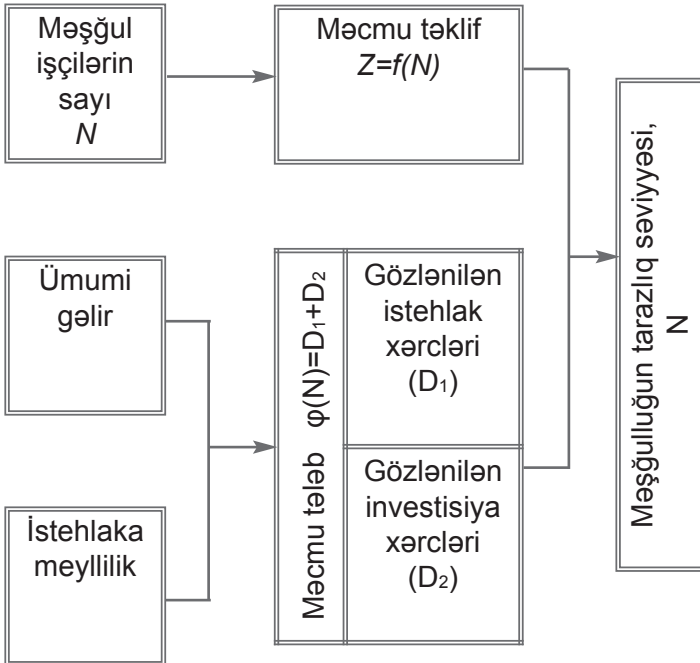 Məşğul
işçilərin
sayı
N
Məcmu təklif
Z=f(N)
Ümumi
gəlir
İstehlaka
meyllilik
Məcmu tələb φ(N)=D₁+D₂
Gözlənilən
istehlak
xərcləri
(D₁)
Gözlənilən
investisiya
xərcləri
(D₂)
Məşğulluğun tarazlıq səviyyəsi,
N